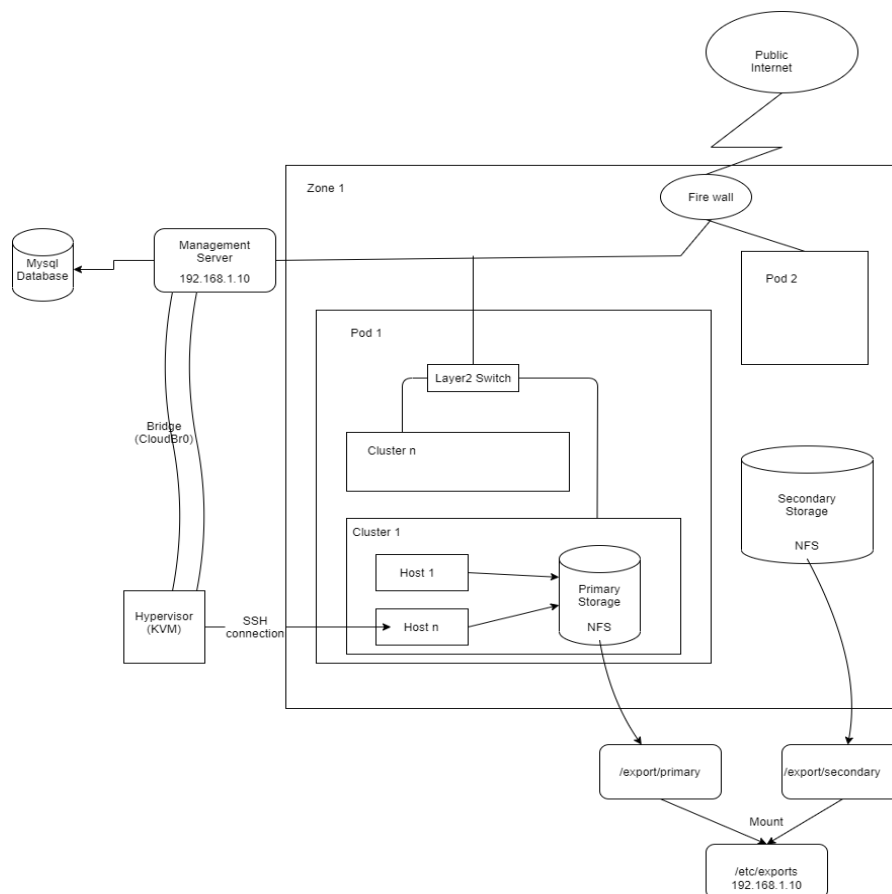 Public
Internet
Zone 1
Fire wall
Management
Server
192.168.1.10
Mysql
Database
Pod 2
Pod 1
Layer2 Switch
Bridge
(CloudBr0)
Cluster n
Secondary
Storage
NFS
Cluster 1
Host 1
Primary
Storage
NFS
Host n
Hypervisor
(KVM)
SSH
connection
/export/primary
/export/secondary
Mount
/etc/exports
192.168.1.10